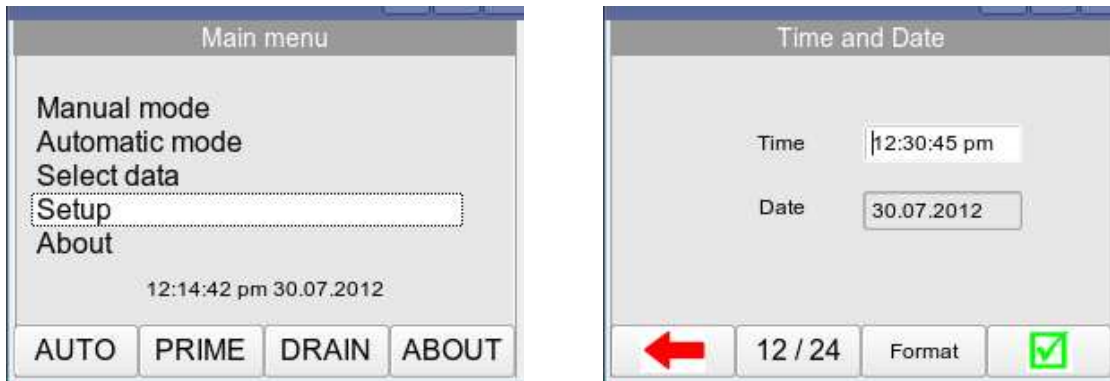 Main menu
Manual mode
Automatic mode
Select data
Setup
About
12:14:42 pm 30.07.2012
AUTO PRIME DRAIN ABOUT
Time and Date
Time 12:30:45 pm
Date 30.07.2012
12 / 24 Format